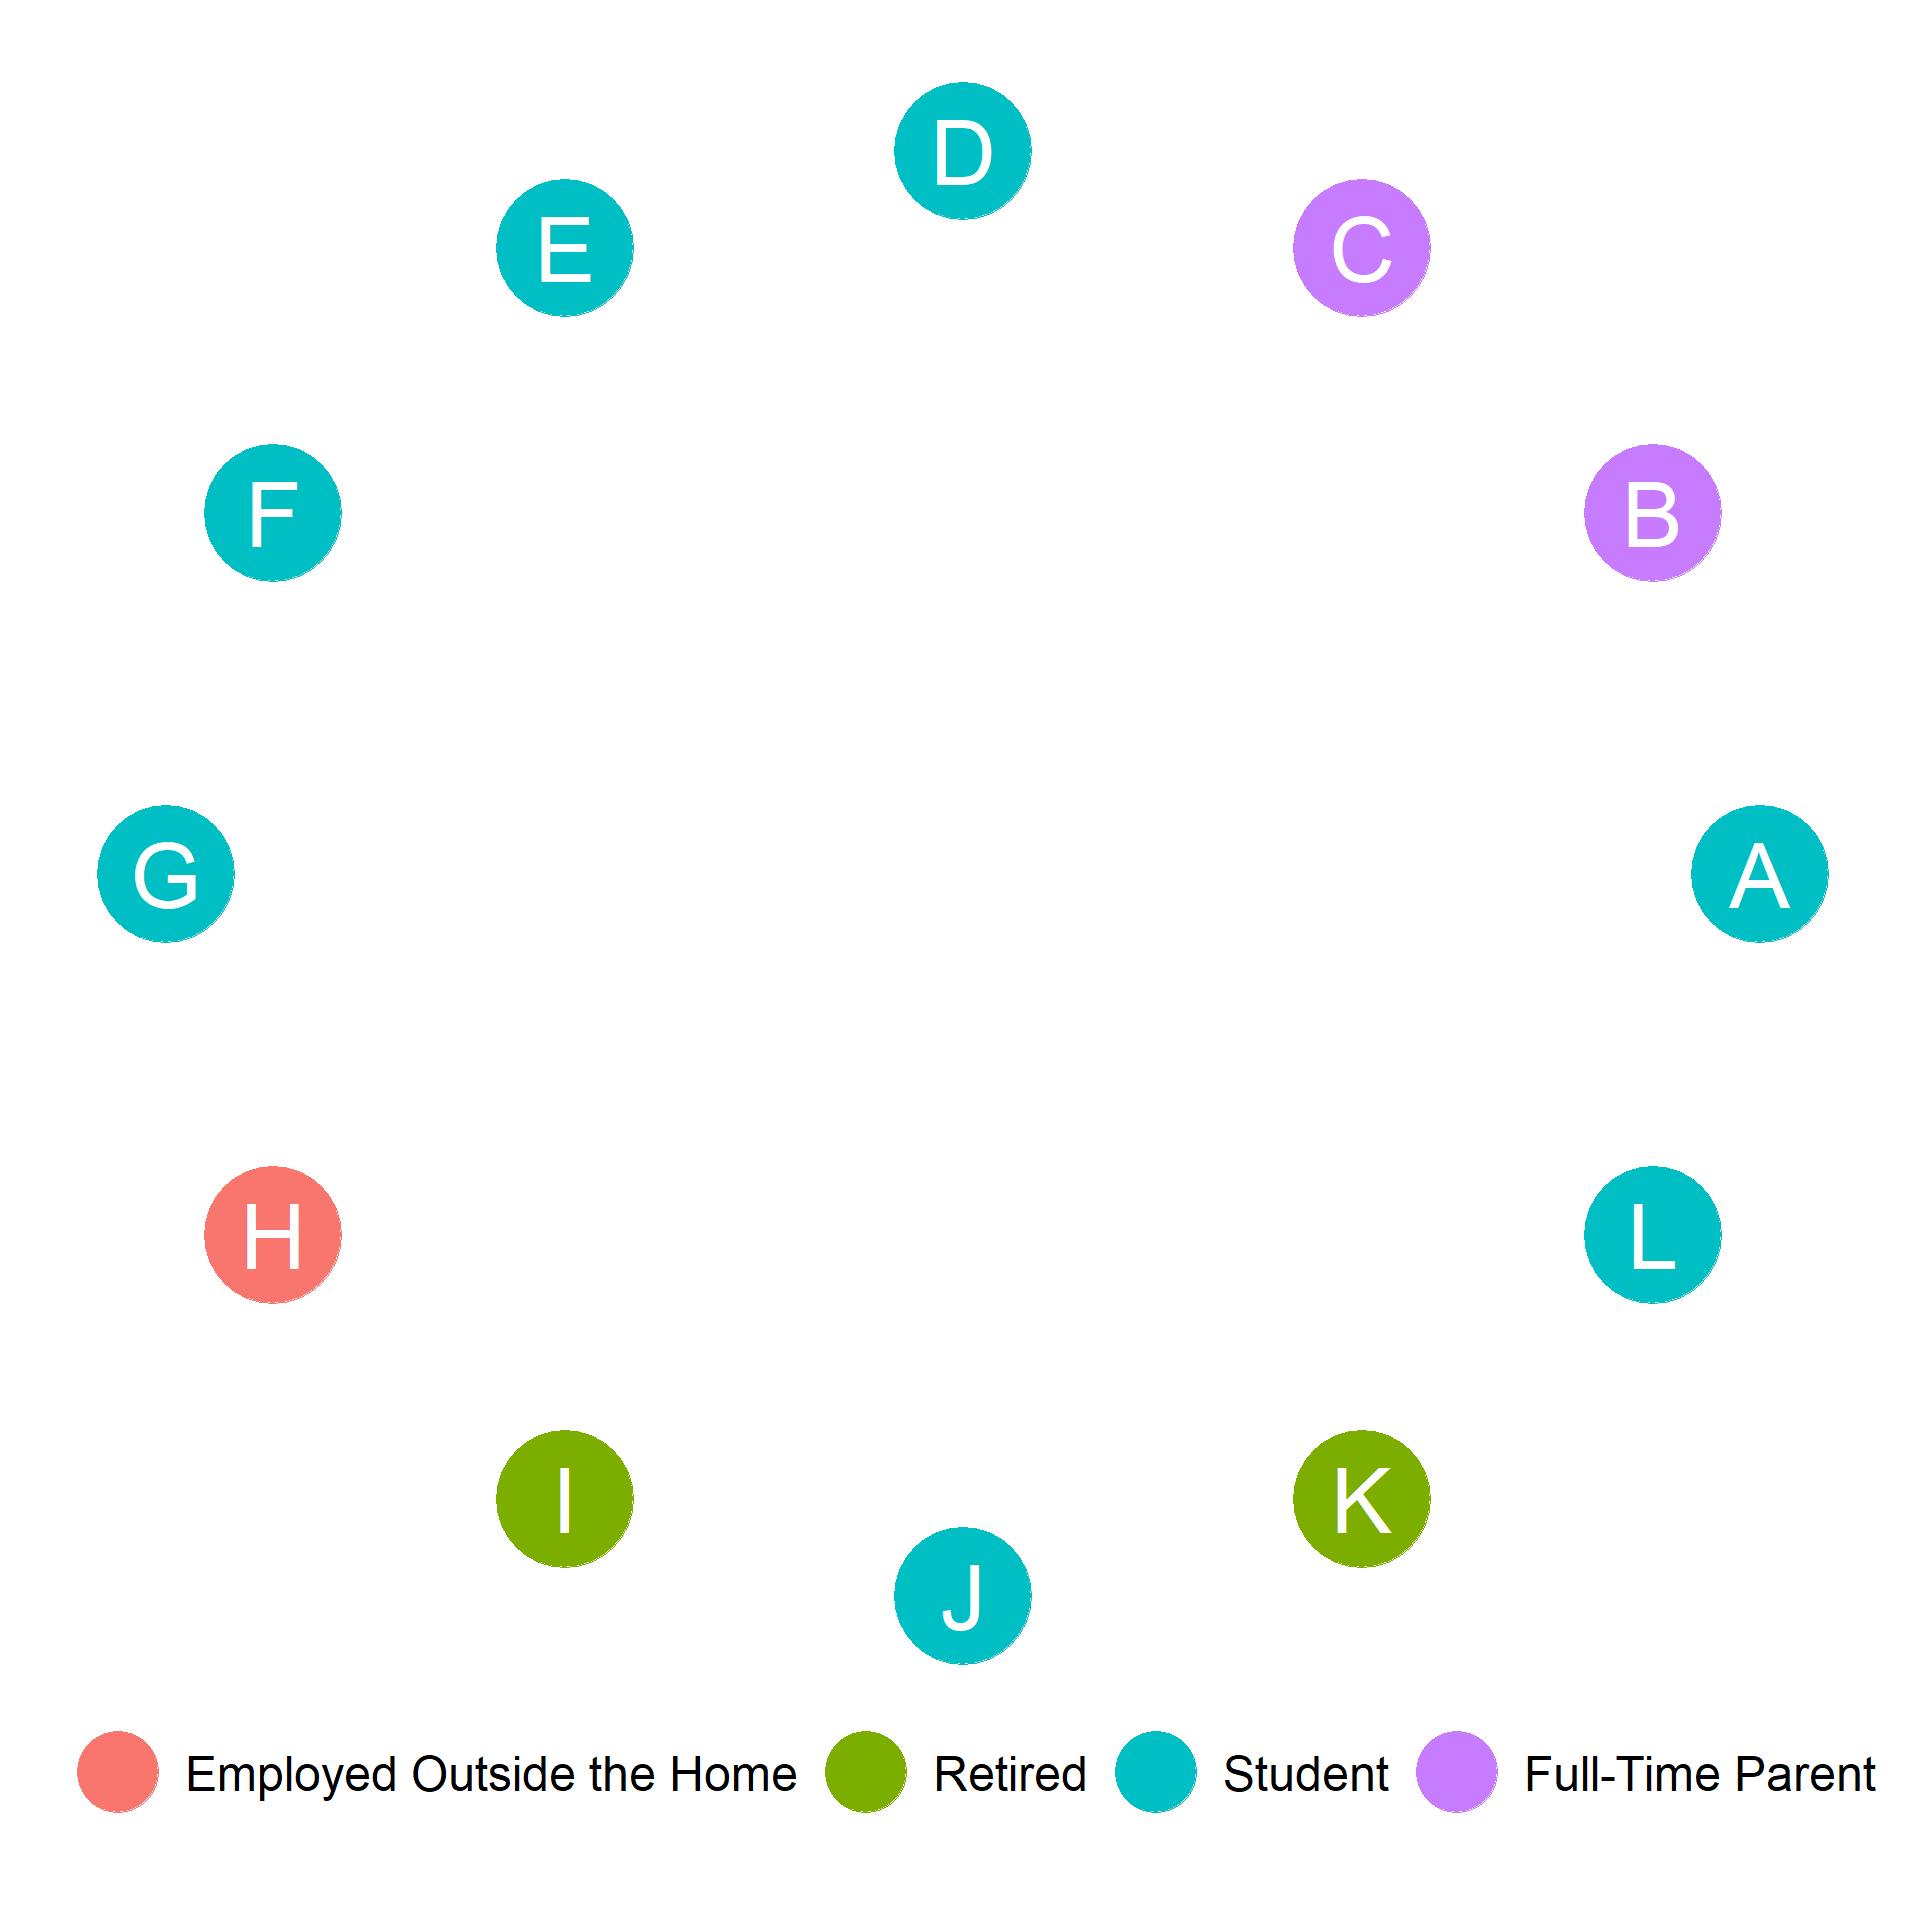 D
E
C
F
B
G
A
H
L
I
K
J
Employed Outside the Home Retired Student Full-Time Parent